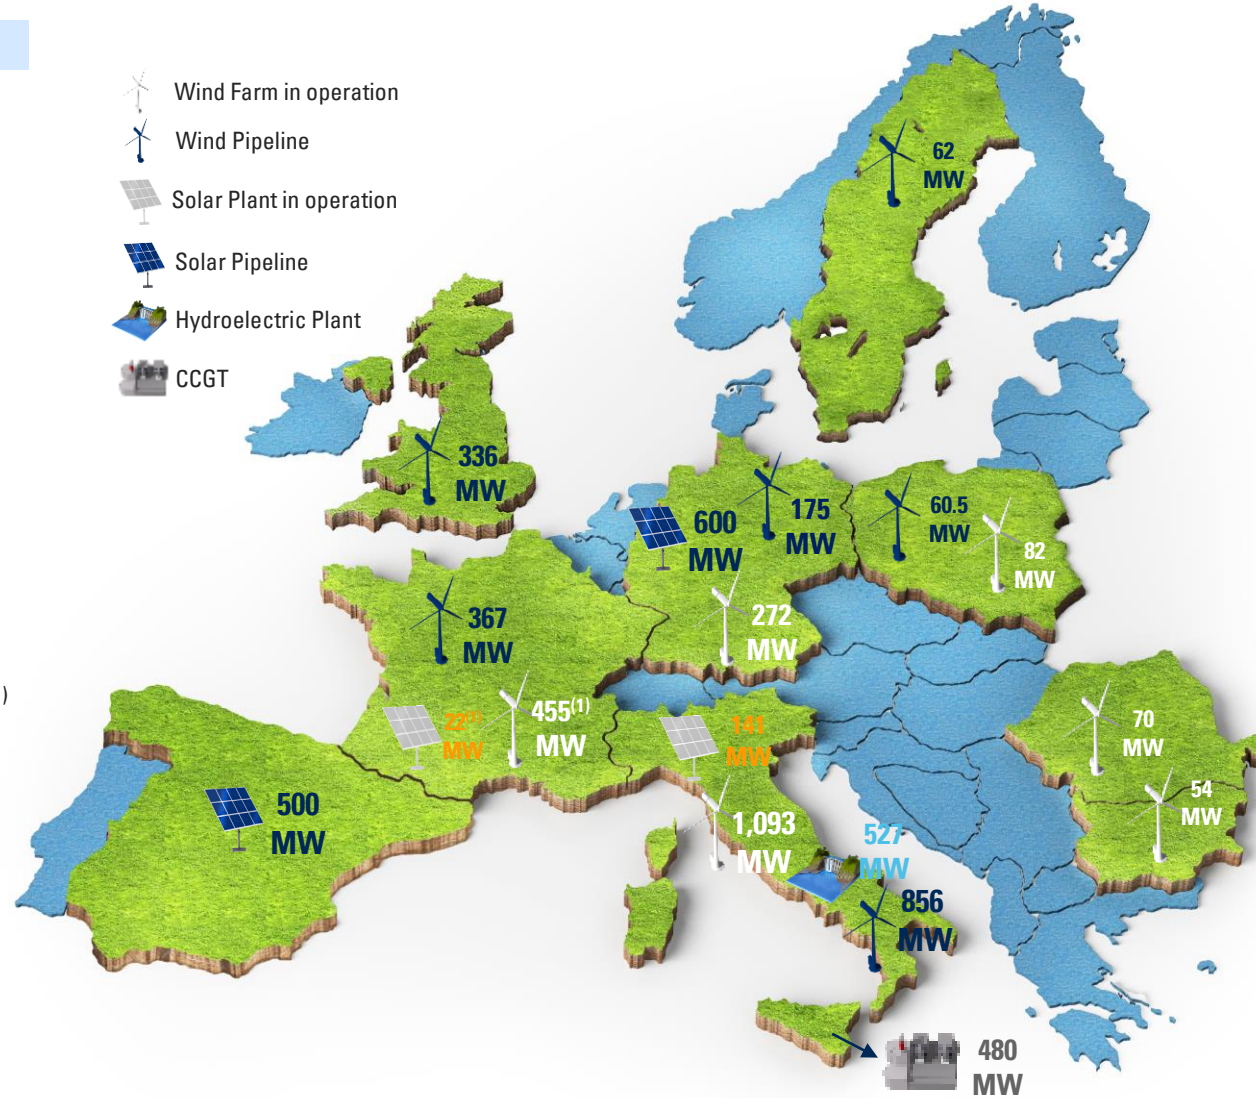 Wind Farm in operation
Wind Pipeline
Solar Plant in operation
Solar Pipeline
Hydroelectric Plant
CCGT
62
MW
336
MW
600
MW
175
MW
60.5
MW
82
MW
367
MW
272
MW
)
22(1)
MW
455(1)
MW
141
MW
70
MW
54
MW
500
MW
1,093
MW
527
MW
856
MW
480
MW